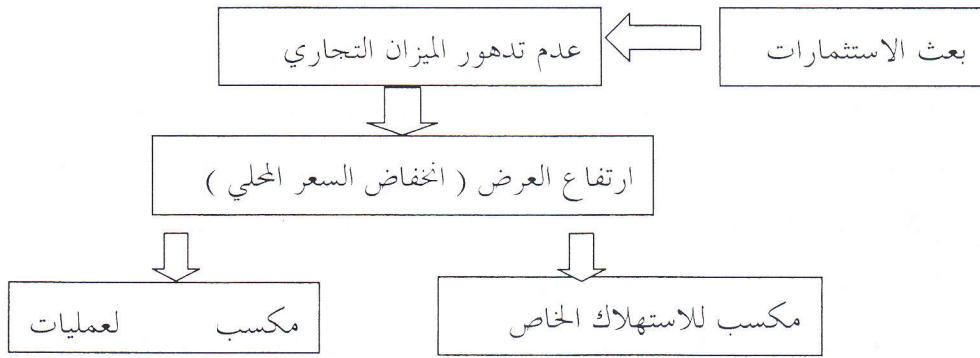 بعث الاستثمارات
عدم تدهور الميزان التجاري
ارتفاع العرض ( انخفاض السعر المحلي )
مكسب للاستهلاك الخاص
مكسب لعمليات